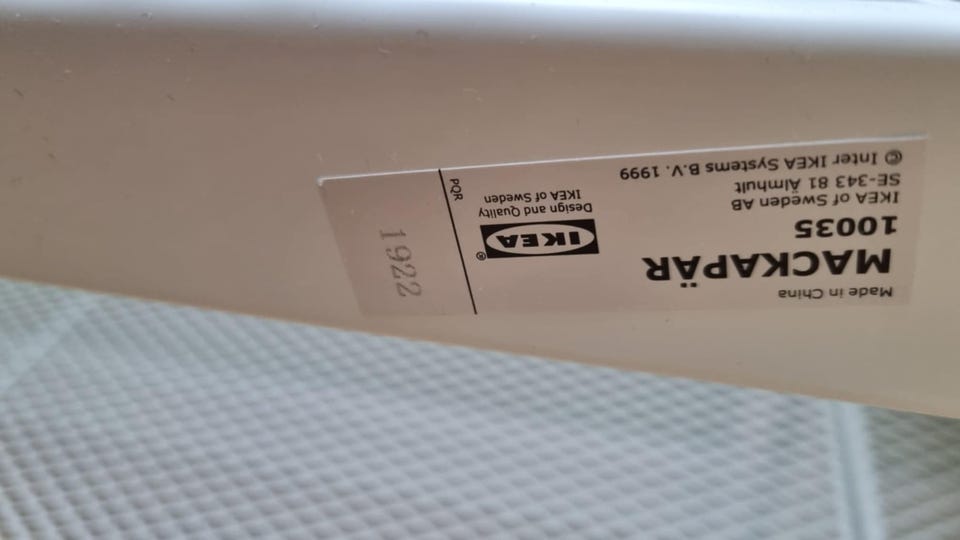 Made in China
MACKAPÄR
10035
IKEA of Sweden AB
SE-343 81 Älmhult
© Inter IKEA Systems B.V. 1999
IKEA®
Design and Quality
IKEA of Sweden
PQR
1922